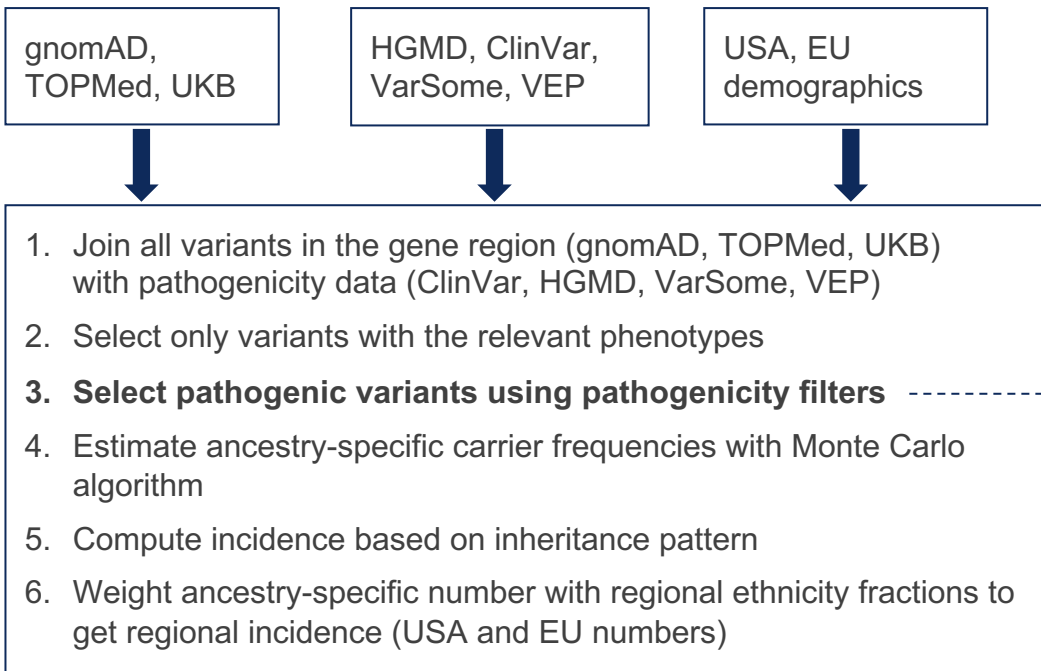 gnomAD,
TOPMed, UKB
HGMD, ClinVar,
VarSome, VEP
USA, EU
demographics
1. Join all variants in the gene region (gnomAD, TOPMed, UKB)
with pathogenicity data (ClinVar, HGMD, VarSome, VEP)
2. Select only variants with the relevant phenotypes
3. Select pathogenic variants using pathogenicity filters
4. Estimate ancestry-specific carrier frequencies with Monte Carlo
algorithm
5. Compute incidence based on inheritance pattern
6. Weight ancestry-specific number with regional ethnicity fractions to
get regional incidence (USA and EU numbers)